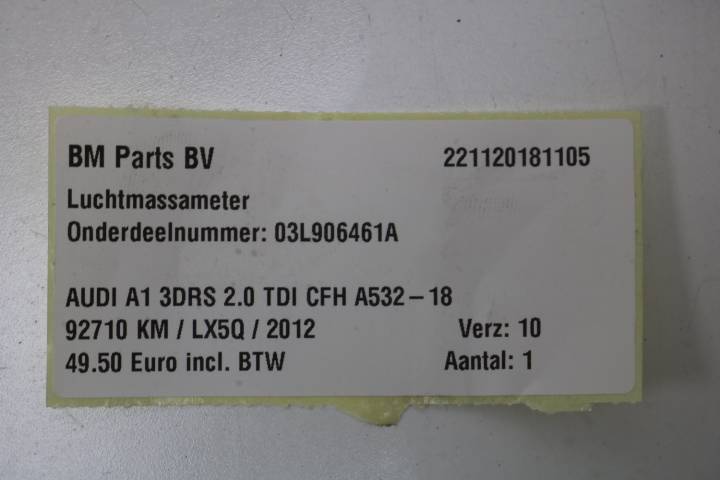 BM Parts BV 221120181105
Luchtmassameter
Onderdeelnummer: 03L906461A
AUDI A1 3DRS 2.0 TDI CFH A532-18
92710 KM / LX5Q / 2012 Verz: 10
49.50 Euro incl. BTW Aantal: 1